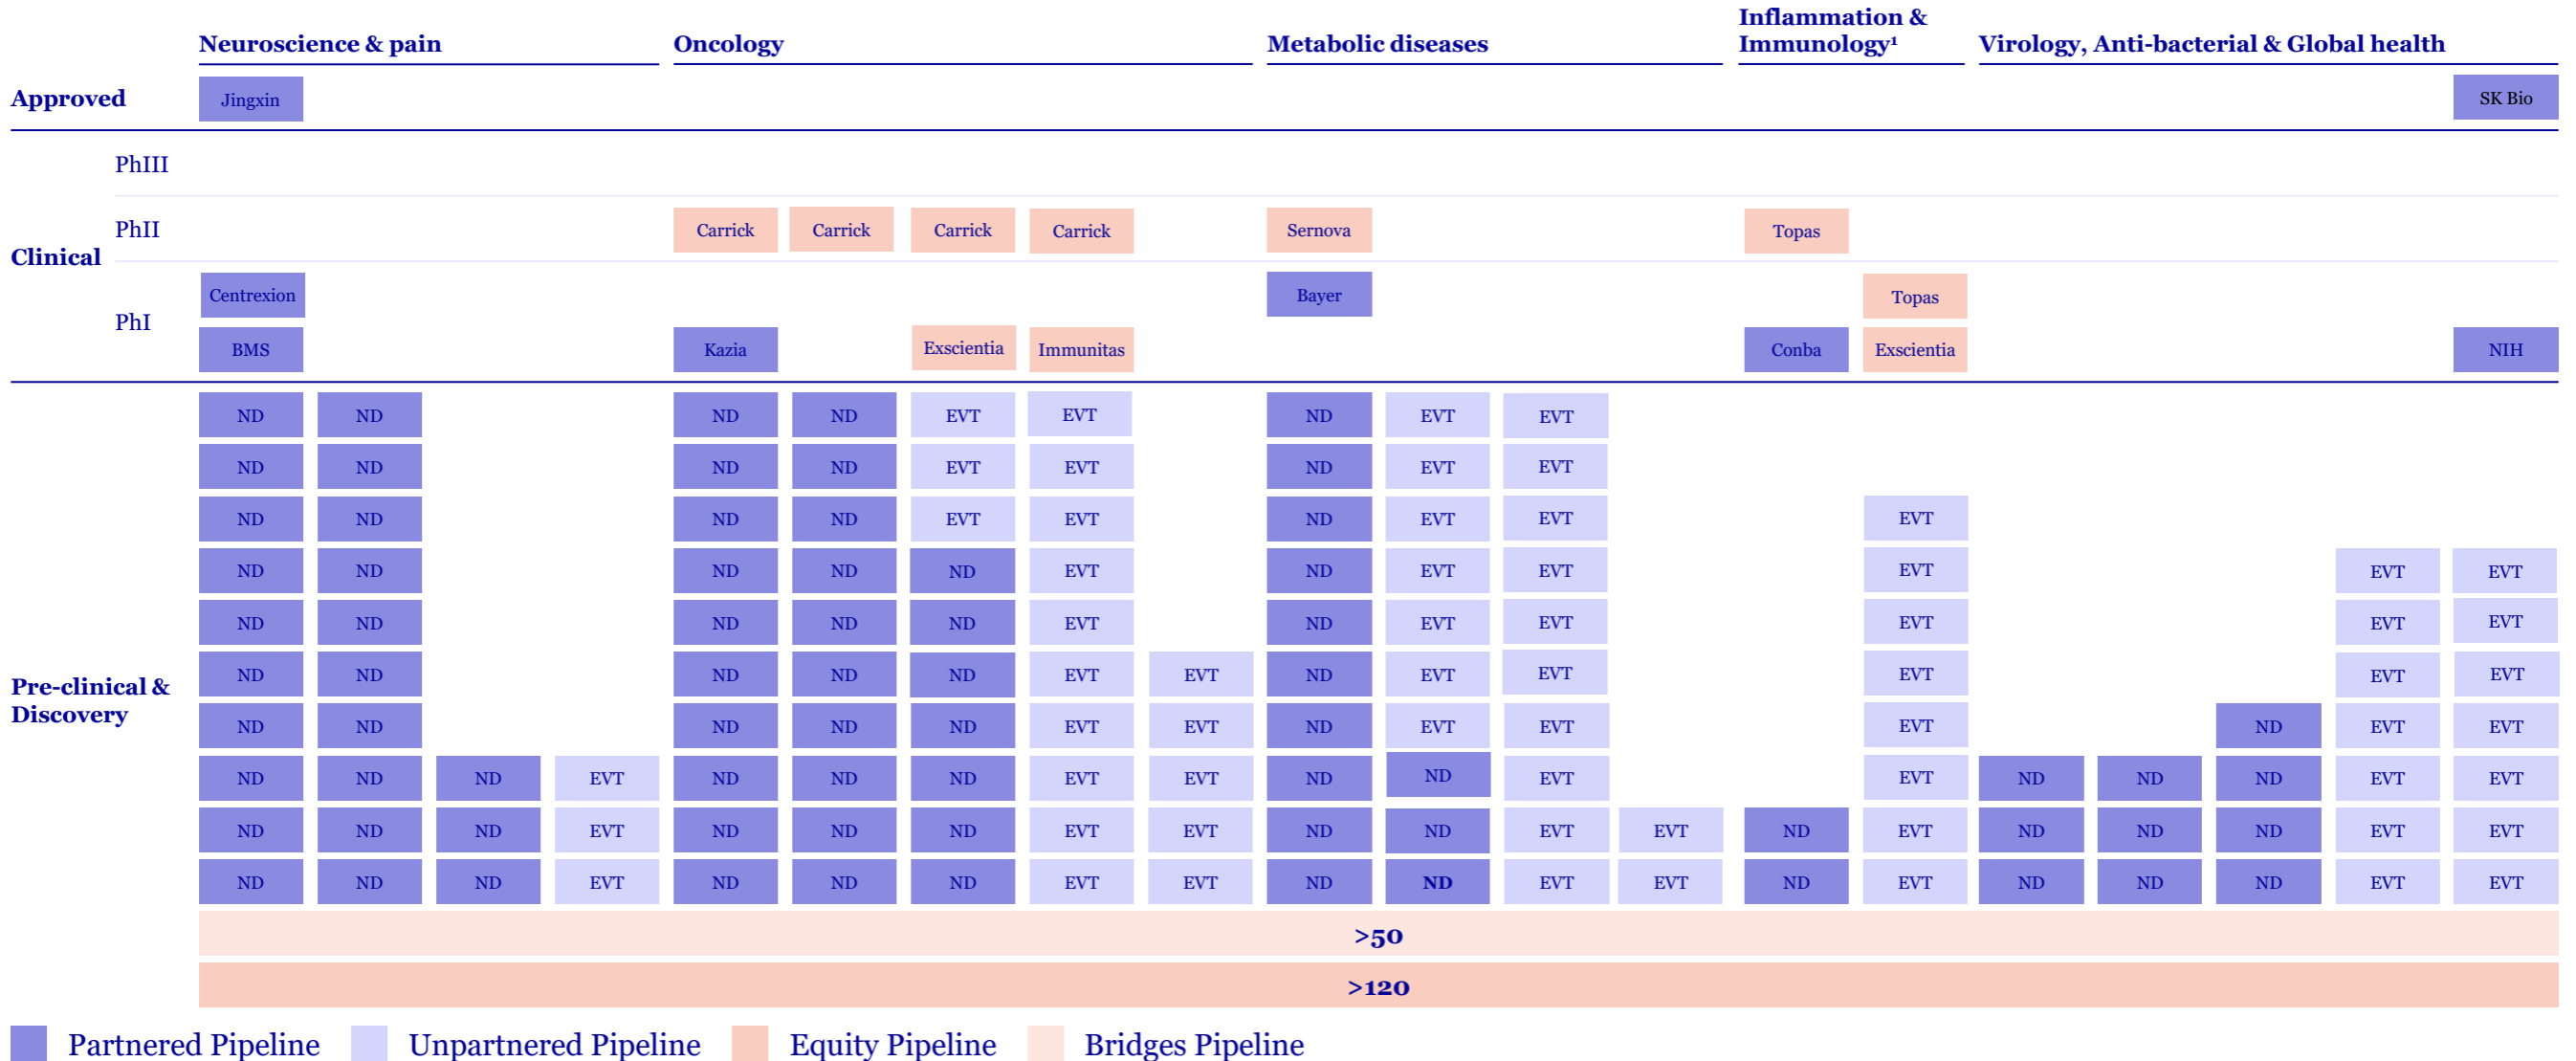 Neuroscience & pain Oncology Metabolic diseases Inflammation & Immunology¹ Virology, Anti-bacterial & Global health
Approved Jingxin SK Bio
Clinical
PhIII
PhII Carrick Carrick Carrick Carrick Sernova Topas
PhI
Centrexion Bayer Topas
BMS Kazia Exscientia Immunitas Conba Exscientia NIH
Pre-clinical &
Discovery
ND ND ND ND EVT EVT ND EVT EVT
ND ND ND ND EVT EVT ND EVT EVT
ND ND ND ND EVT EVT ND EVT EVT EVT
ND ND ND ND ND EVT ND EVT EVT EVT EVT EVT
ND ND ND ND ND EVT ND EVT EVT EVT EVT EVT
ND ND ND ND ND EVT EVT ND EVT EVT EVT EVT EVT
ND ND ND ND ND EVT EVT ND EVT EVT EVT ND EVT EVT
ND ND ND EVT ND ND ND EVT EVT ND ND EVT EVT ND ND ND EVT EVT
ND ND ND EVT ND ND ND EVT EVT ND ND EVT EVT ND EVT ND ND ND EVT EVT
ND ND ND EVT ND ND ND EVT EVT ND ND EVT EVT ND EVT ND ND ND EVT EVT
>50
>120
Partnered Pipeline Unpartnered Pipeline Equity Pipeline Bridges Pipeline